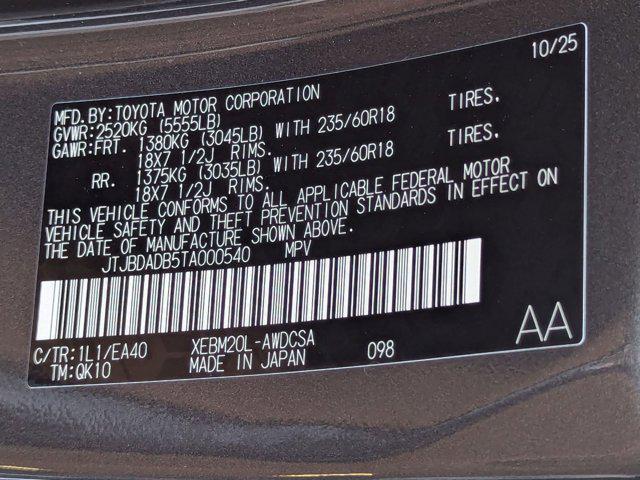 10/25
MFD.BY:TOYOTA MOTOR CORPORATION
GVWR:2520KG (5555LB)
GAWR:FRT. 1380KG (3045LB) WITH 235/60R18 TIRES.
18X7 1/2J RIMS.
RR. 1375KG (3035LB) WITH 235/60R18 TIRES.
18X7 1/2J RIMS.
THIS VEHICLE CONFORMS TO ALL APPLICABLE FEDERAL MOTOR
VEHICLE SAFETY AND THEFT PREVENTION STANDARDS IN EFFECT ON
THE DATE OF MANUFACTURE SHOWN ABOVE.
JTJBDADB5TA000540 MPV
C/TR:1L1/EA40 XEBM20L-AWDCSA AA
TM:QK10 MADE IN JAPAN 098